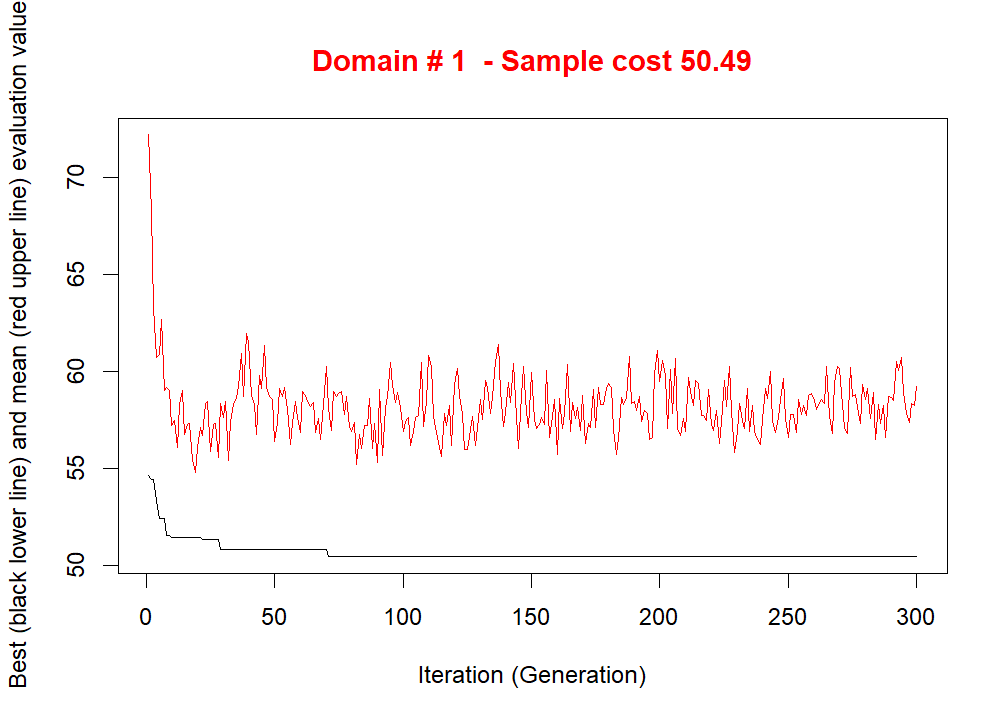 Domain # 1  - Sample cost 50.49
Best (black lower line) and mean (red upper line) evaluation value
70
65
60
55
50
0 50 100 150 200 250 300
Iteration (Generation)